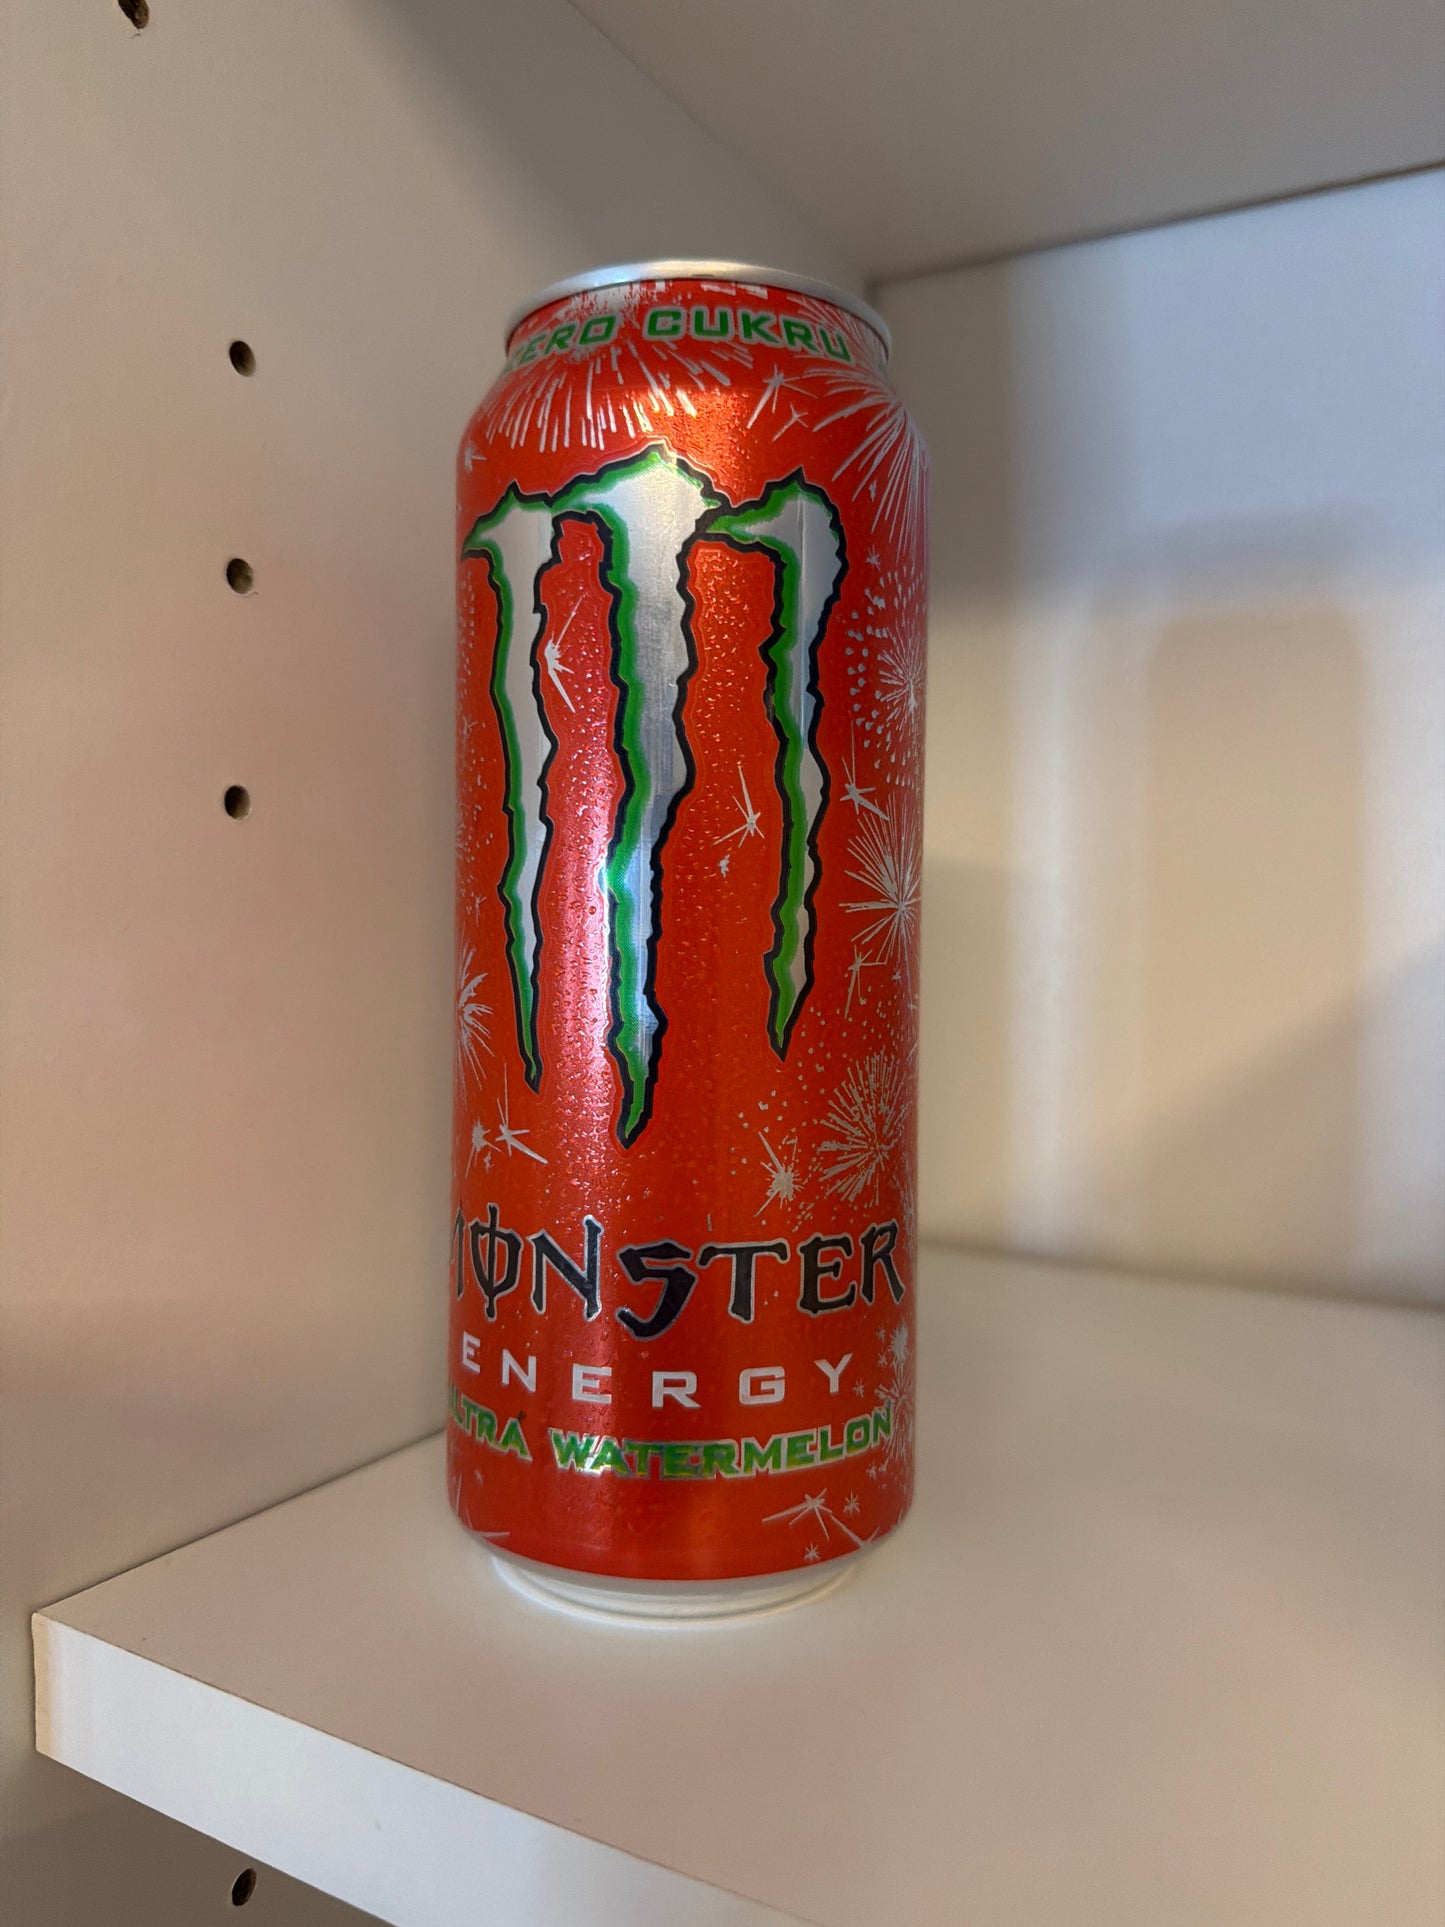 ZERO CUKRU
MONSTER
ENERGY
ULTRA WATERMELON